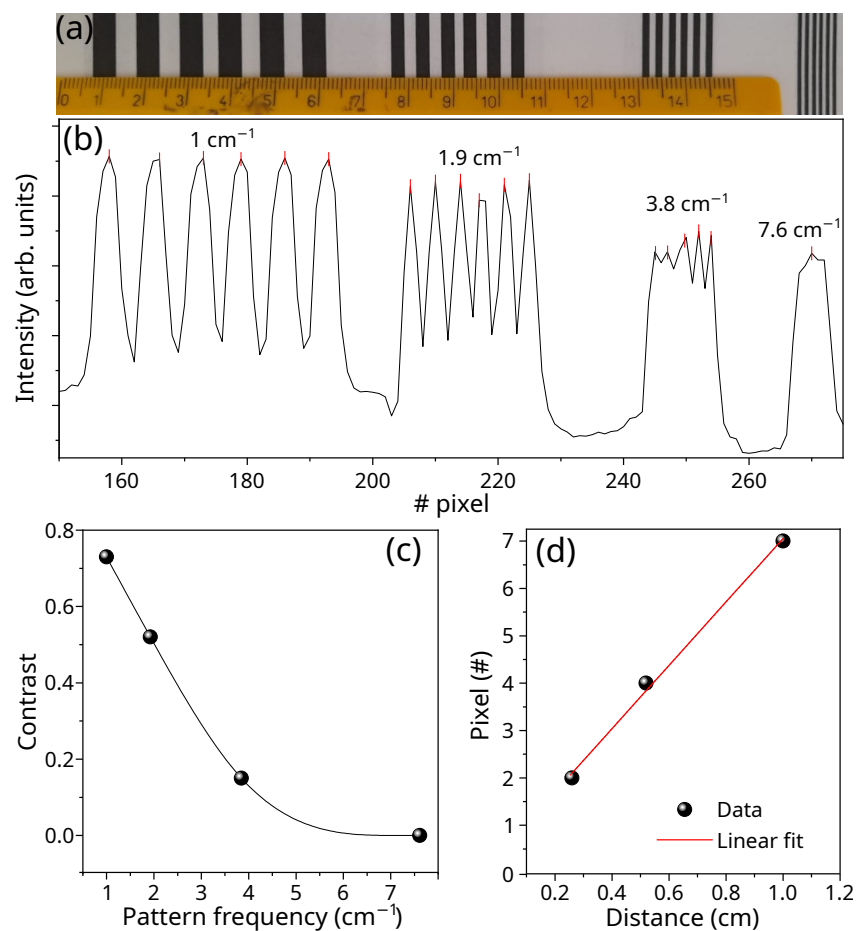 (a)
0 1 2 3 4 5 6 7 8 9 10 11 12 13 14 15
(b)
1 cm⁻¹
1.9 cm⁻¹
3.8 cm⁻¹
7.6 cm⁻¹
Intensity (arb. units)
160 180 200 220 240 260
# pixel
(c)
0.8
0.6
0.4
0.2
0.0
Contrast
1 2 3 4 5 6 7
Pattern frequency (cm⁻¹)
(d)
7
6
5
4
3
2
1
0
Pixel (#)
Data
Linear fit
0.2 0.4 0.6 0.8 1.0 1.2
Distance (cm)